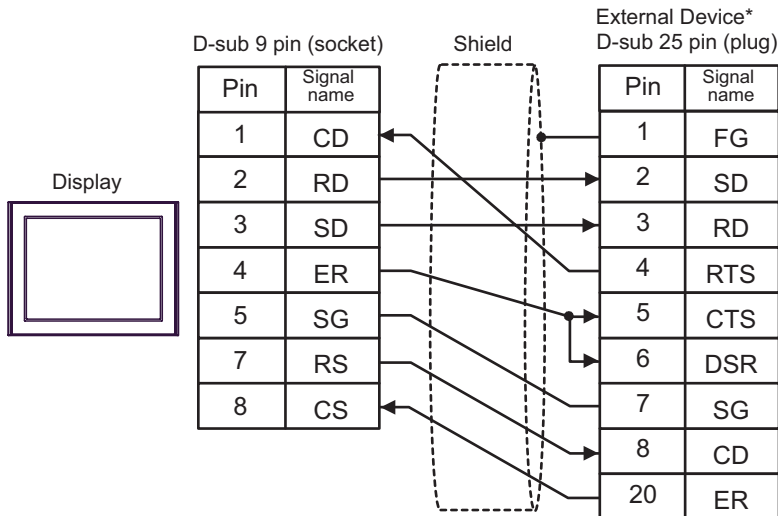 External Device*
D-sub 9 pin (socket) Shield D-sub 25 pin (plug)
Pin Signal name
1 CD
2 RD
3 SD
4 ER
5 SG
7 RS
8 CS
Display
Pin Signal name
1 FG
2 SD
3 RD
4 RTS
5 CTS
6 DSR
7 SG
8 CD
20 ER